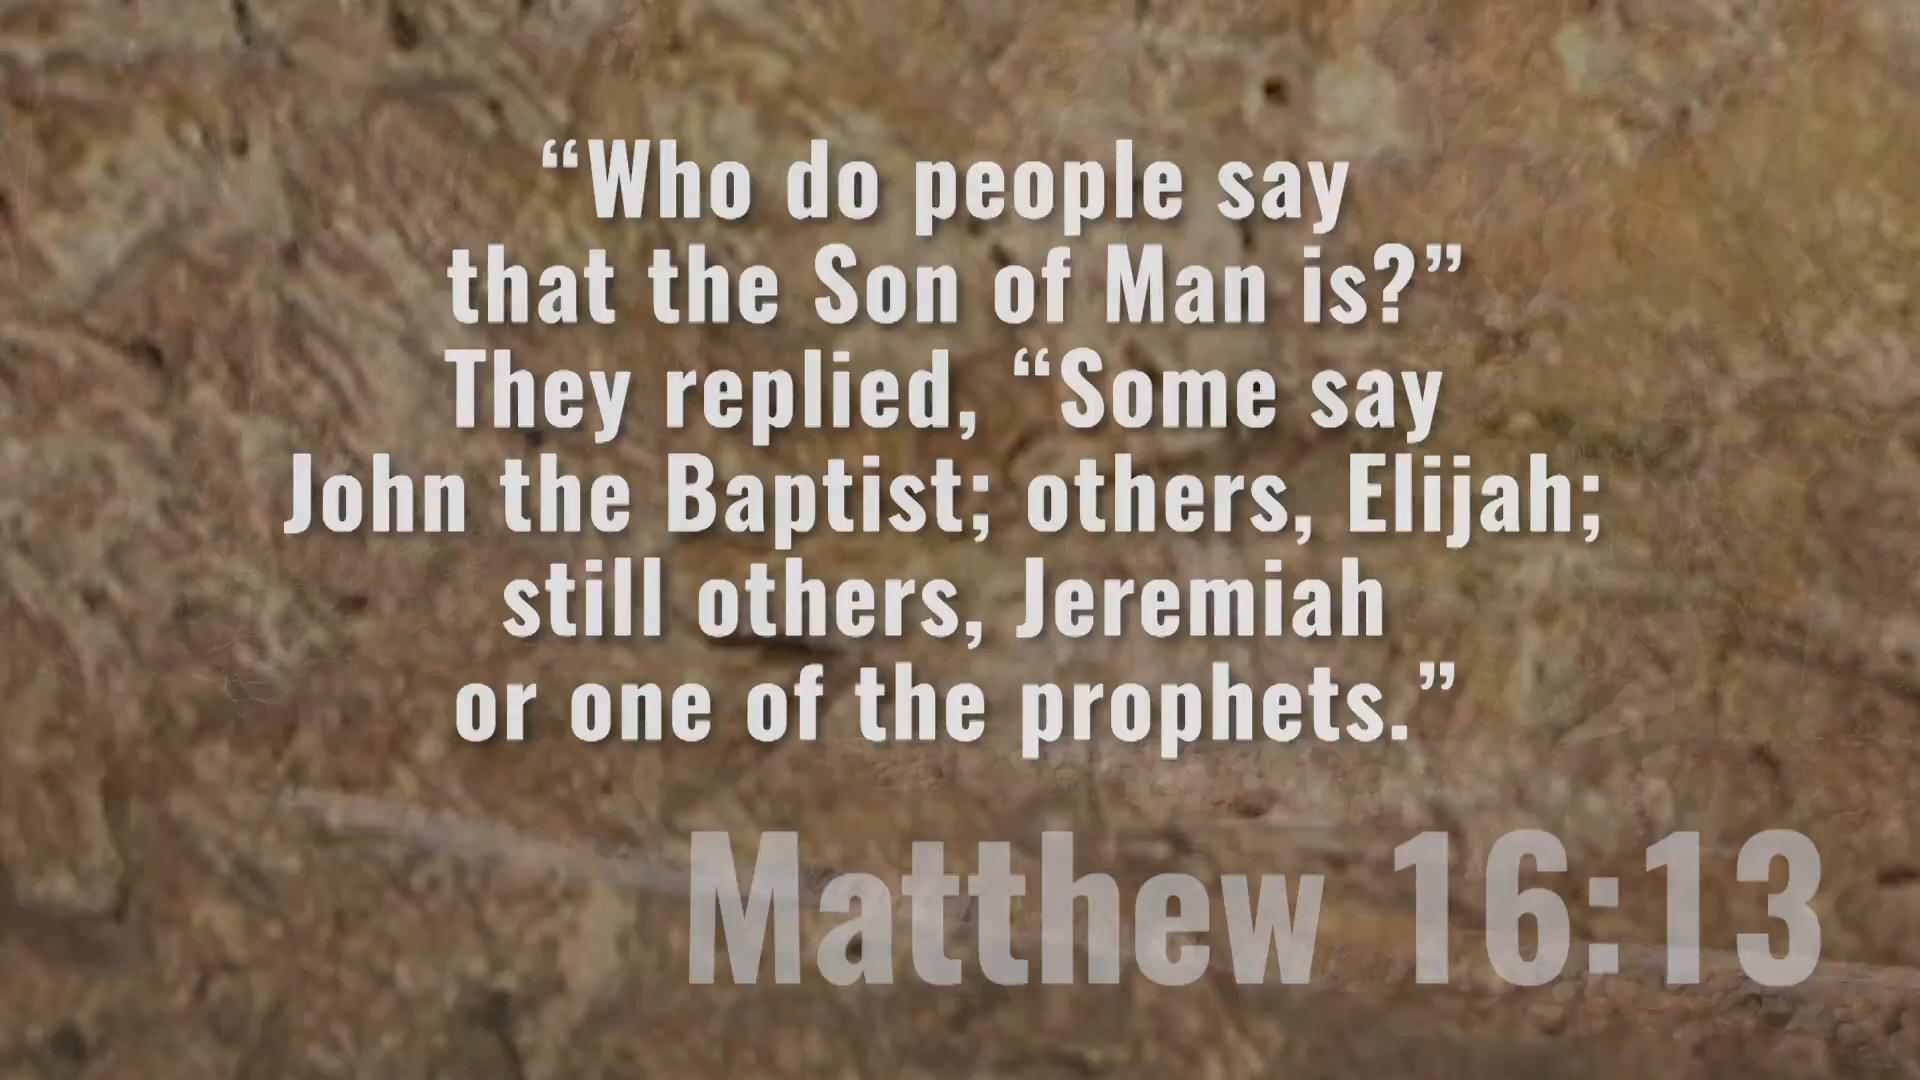 “Who do people say
that the Son of Man is?”
They replied, “Some say
John the Baptist; others, Elijah;
still others, Jeremiah
or one of the prophets.”
Matthew 16:13